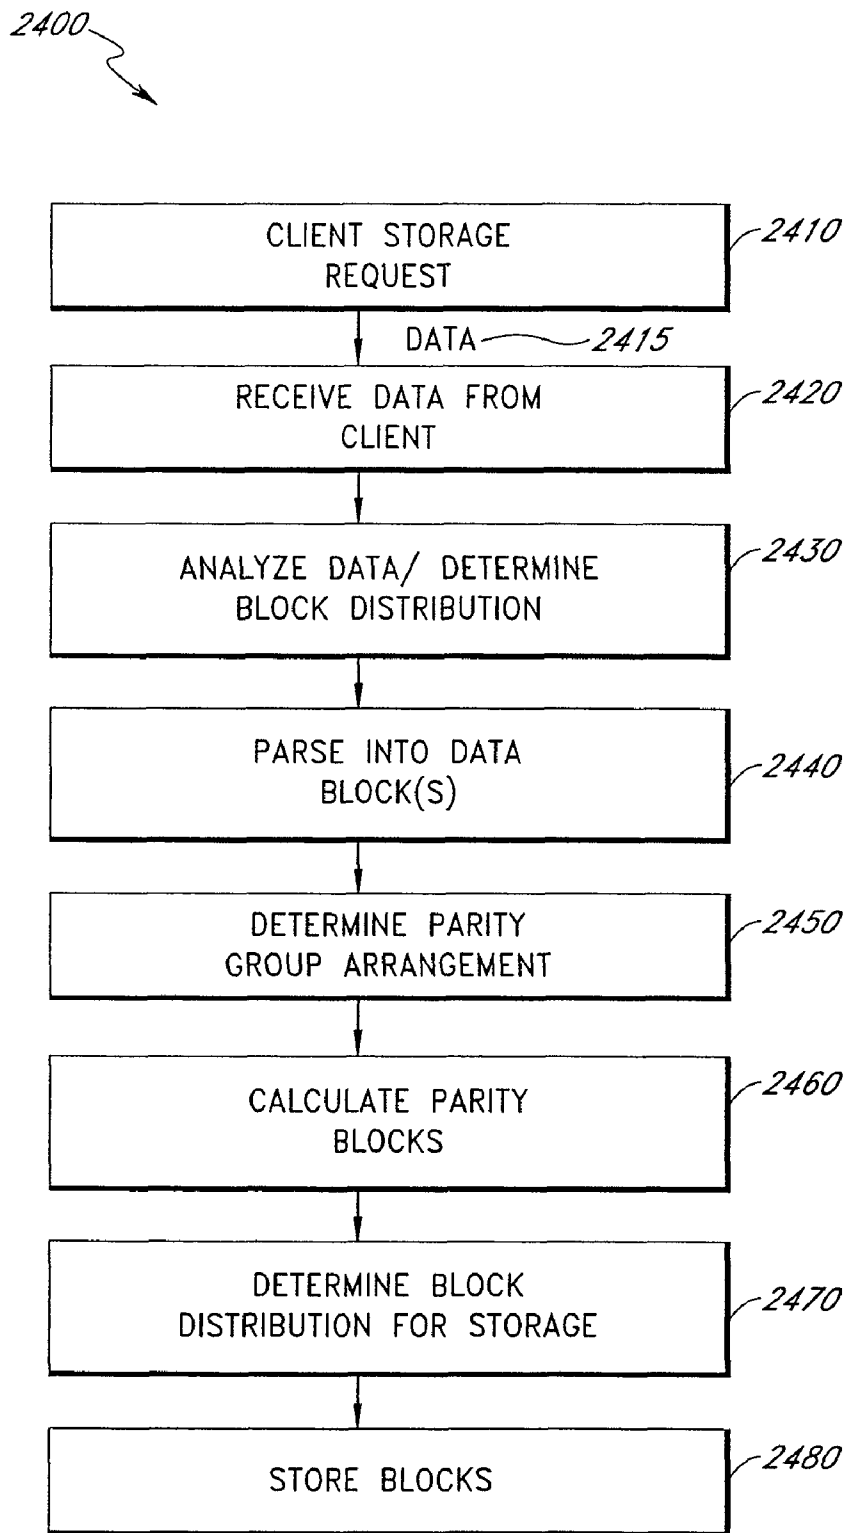 2400
CLIENT STORAGE
REQUEST
2410
DATA 2415
RECEIVE DATA FROM
CLIENT
2420
ANALYZE DATA/ DETERMINE
BLOCK DISTRIBUTION
2430
PARSE INTO DATA
BLOCK(S)
2440
DETERMINE PARITY
GROUP ARRANGEMENT
2450
CALCULATE PARITY
BLOCKS
2460
DETERMINE BLOCK
DISTRIBUTION FOR STORAGE
2470
STORE BLOCKS
2480